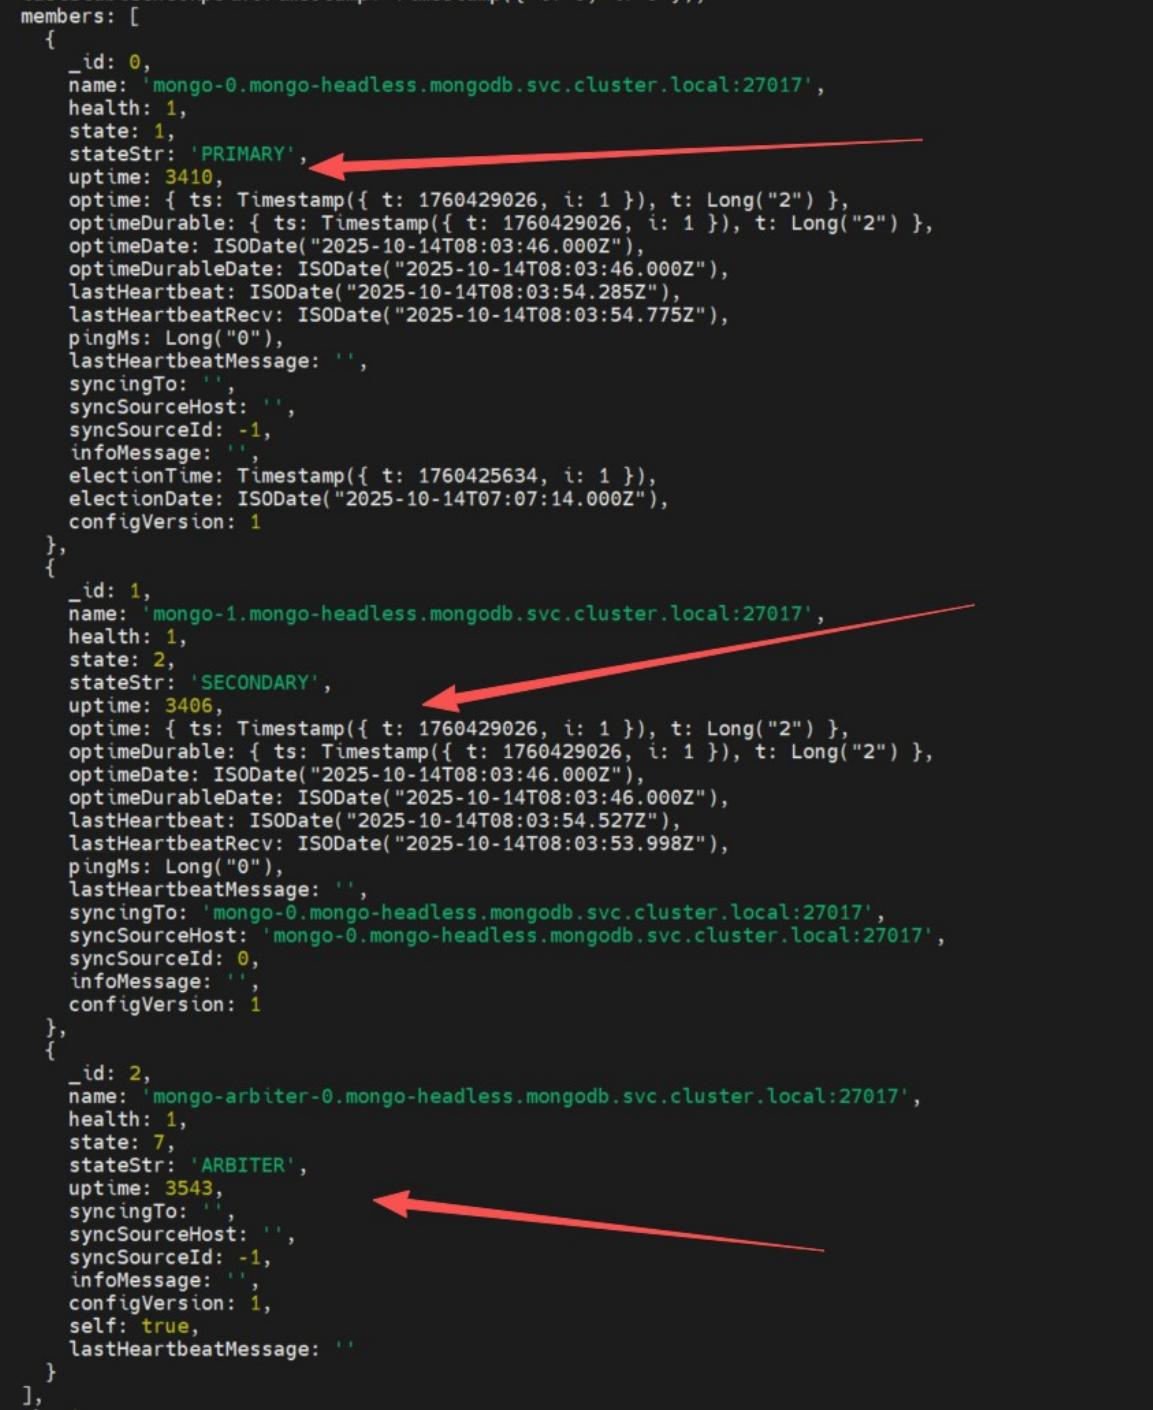 members: [
{
_id: 0,
name: 'mongo-0.mongo-headless.mongodb.svc.cluster.local:27017',
health: 1,
state: 1,
stateStr: 'PRIMARY',
uptime: 3410,
optime: { ts: Timestamp({ t: 1760429026, i: 1 }), t: Long("2") },
optimeDurable: { ts: Timestamp({ t: 1760429026, i: 1 }), t: Long("2") },
optimeDate: ISODate("2025-10-14T08:03:46.000Z"),
optimeDurableDate: ISODate("2025-10-14T08:03:46.000Z"),
lastHeartbeat: ISODate("2025-10-14T08:03:54.285Z"),
lastHeartbeatRecv: ISODate("2025-10-14T08:03:54.775Z"),
pingMs: Long("0"),
lastHeartbeatMessage: '',
syncingTo: '',
syncSourceHost: '',
syncSourceId: -1,
infoMessage: '',
electionTime: Timestamp({ t: 1760425634, i: 1 }),
electionDate: ISODate("2025-10-14T07:07:14.000Z"),
configVersion: 1
},
{
_id: 1,
name: 'mongo-1.mongo-headless.mongodb.svc.cluster.local:27017',
health: 1,
state: 2,
stateStr: 'SECONDARY',
uptime: 3406,
optime: { ts: Timestamp({ t: 1760429026, i: 1 }), t: Long("2") },
optimeDurable: { ts: Timestamp({ t: 1760429026, i: 1 }), t: Long("2") },
optimeDate: ISODate("2025-10-14T08:03:46.000Z"),
optimeDurableDate: ISODate("2025-10-14T08:03:46.000Z"),
lastHeartbeat: ISODate("2025-10-14T08:03:54.527Z"),
lastHeartbeatRecv: ISODate("2025-10-14T08:03:53.998Z"),
pingMs: Long("0"),
lastHeartbeatMessage: '',
syncingTo: 'mongo-0.mongo-headless.mongodb.svc.cluster.local:27017',
syncSourceHost: 'mongo-0.mongo-headless.mongodb.svc.cluster.local:27017',
syncSourceId: 0,
infoMessage: '',
configVersion: 1
},
{
_id: 2,
name: 'mongo-arbiter-0.mongo-headless.mongodb.svc.cluster.local:27017',
health: 1,
state: 7,
stateStr: 'ARBITER',
uptime: 3543,
syncingTo: '',
syncSourceHost: '',
syncSourceId: -1,
infoMessage: '',
configVersion: 1,
self: true,
lastHeartbeatMessage: ''
}
],